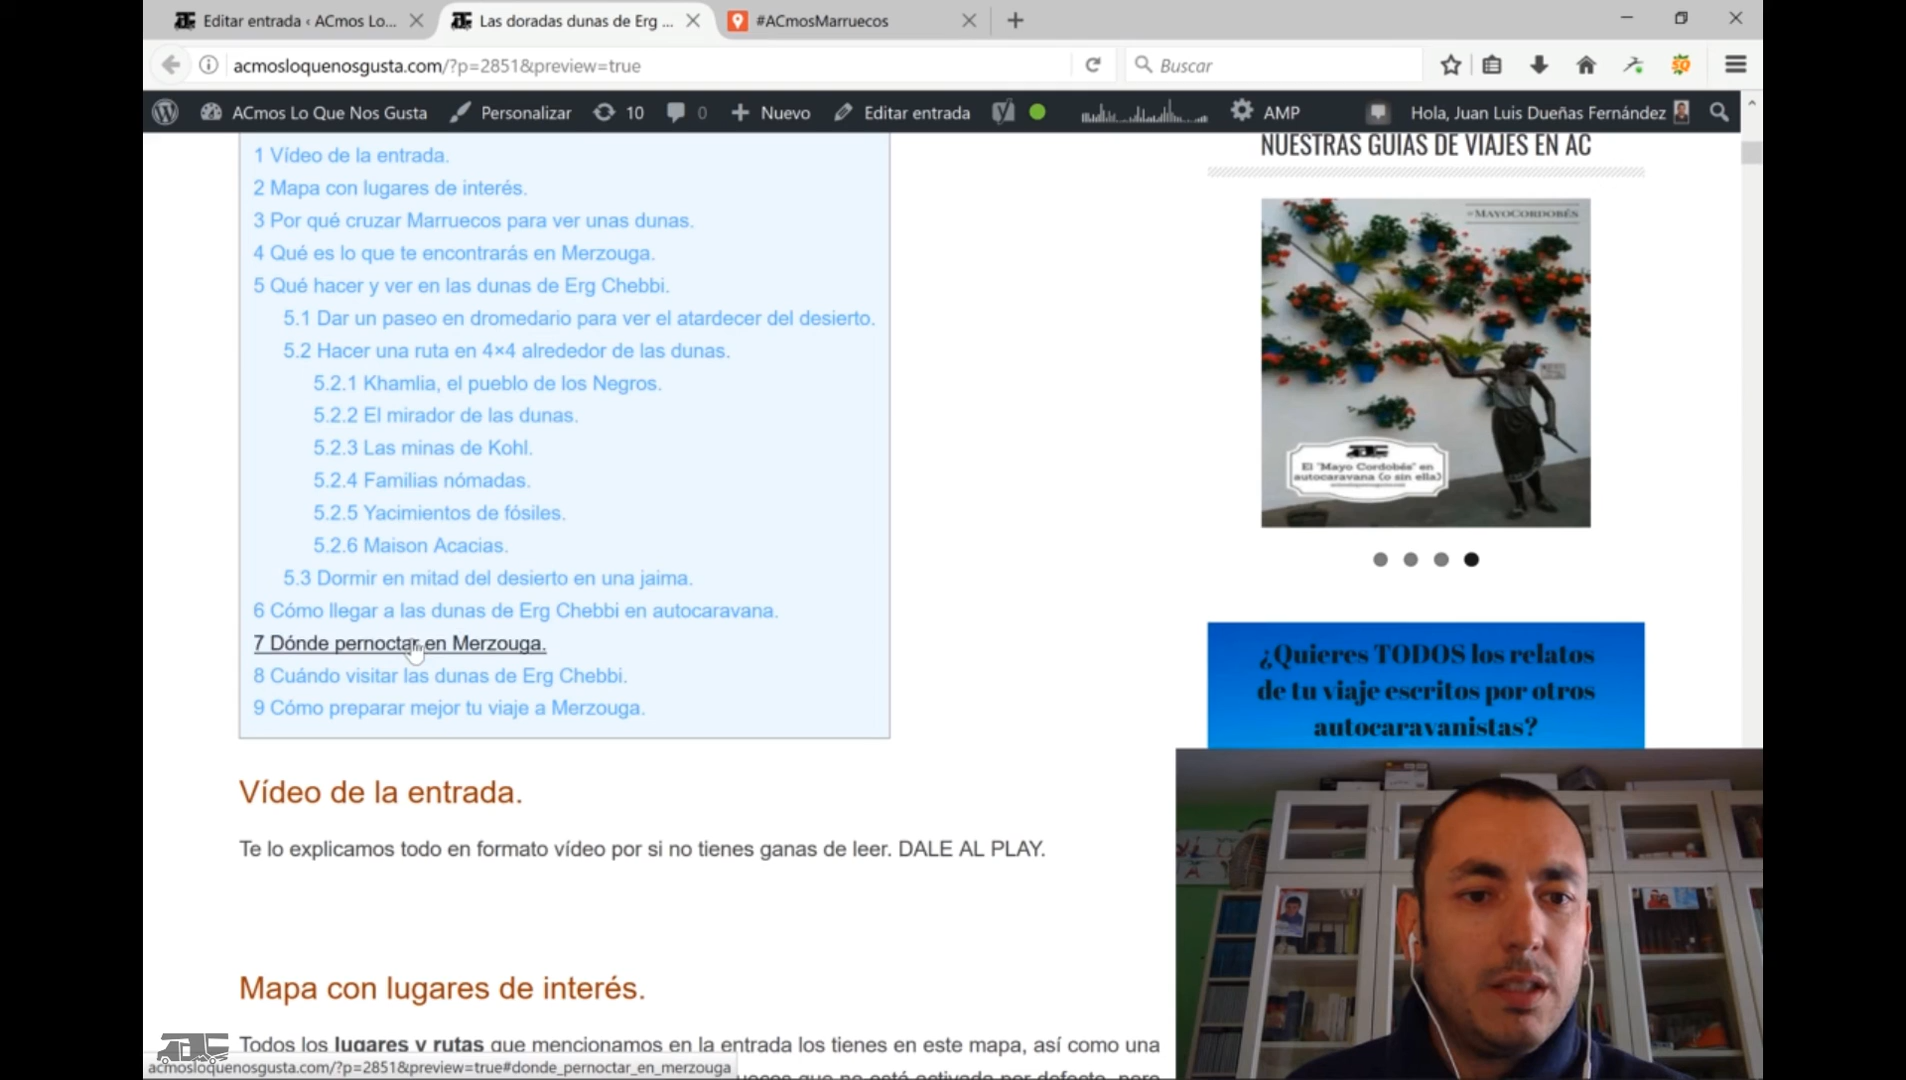 Editar entrada ‹ ACmos Lo...
Las doradas dunas de Erg ...
#ACmosMarruecos
acmosloquenosgusta.com/?p=2851&preview=true
Buscar
ACmos Lo Que Nos Gusta
Personalizar
10
0
Nuevo
Editar entrada
AMP
Hola, Juan Luis Dueñas Fernández
1 Vídeo de la entrada.
2 Mapa con lugares de interés.
3 Por qué cruzar Marruecos para ver unas dunas.
4 Qué es lo que te encontrarás en Merzouga.
5 Qué hacer y ver en las dunas de Erg Chebbi.
5.1 Dar un paseo en dromedario para ver el atardecer del desierto.
5.2 Hacer una ruta en 4×4 alrededor de las dunas.
5.2.1 Khamlia, el pueblo de los Negros.
5.2.2 El mirador de las dunas.
5.2.3 Las minas de Kohl.
5.2.4 Familias nómadas.
5.2.5 Yacimientos de fósiles.
5.2.6 Maison Acacias.
5.3 Dormir en mitad del desierto en una jaima.
6 Cómo llegar a las dunas de Erg Chebbi en autocaravana.
7 Dónde pernoctar en Merzouga.
8 Cuándo visitar las dunas de Erg Chebbi.
9 Cómo preparar mejor tu viaje a Merzouga.
Vídeo de la entrada.
Te lo explicamos todo en formato vídeo por si no tienes ganas de leer. DALE AL PLAY.
Mapa con lugares de interés.
Todos los lugares y rutas que mencionamos en la entrada los tienes en este mapa, así como una
acmosloquenosgusta.com/?p=2851&preview=true#donde_pernoctar_en_merzouga
NUESTRAS GUIAS DE VIAJES EN AC
#MAYOCORDOBÉS
El "Mayo Cordobés" en
autocaravana (o sin ella)
¿Quieres TODOS los relatos
de tu viaje escritos por otros
autocaravanistas?